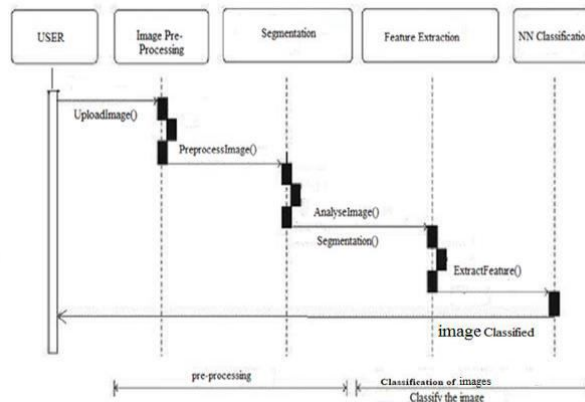 USER
Image Pre-
Processing
Segmentation
Feature Extraction
NN Classification
UploadImage()
PreprocessImage()
AnalyseImage()
Segmentation()
ExtractFeature()
image Classified
pre-processing
Classification of images
Classify the image